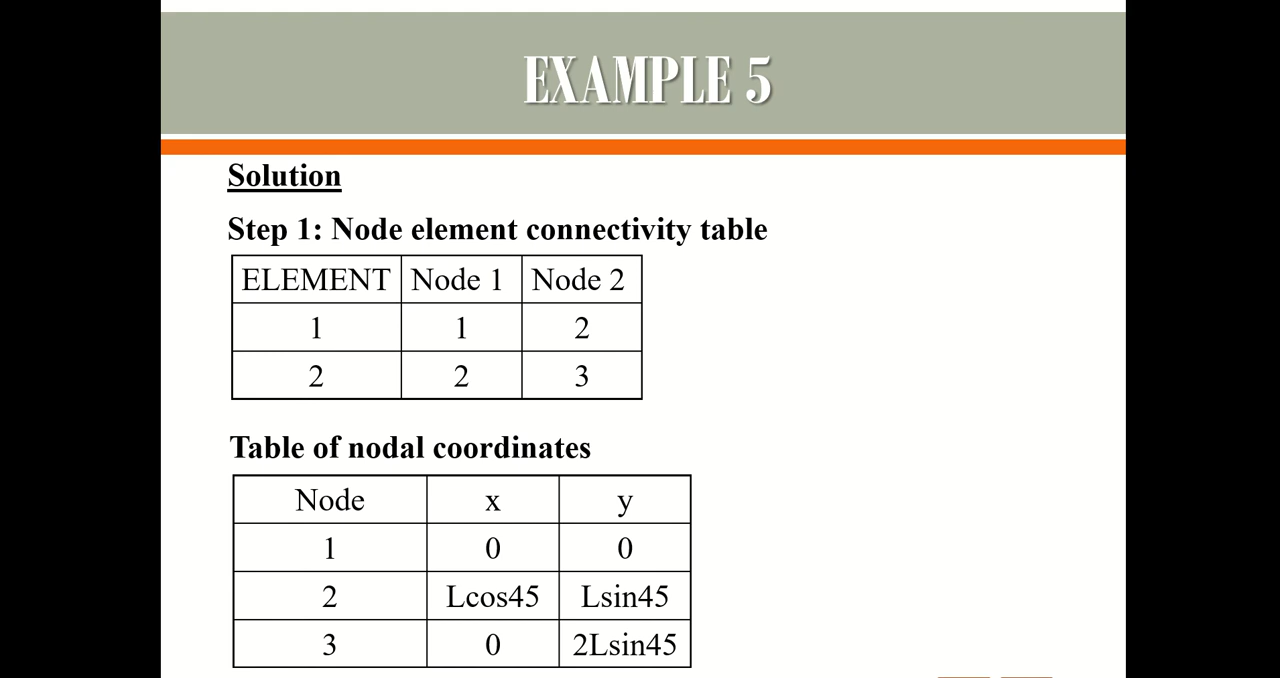 EXAMPLE 5
Solution
Step 1: Node element connectivity table
ELEMENT Node 1 Node 2
1 1 2
2 2 3
Table of nodal coordinates
Node x y
1 0 0
2 Lcos45 Lsin45
3 0 2Lsin45